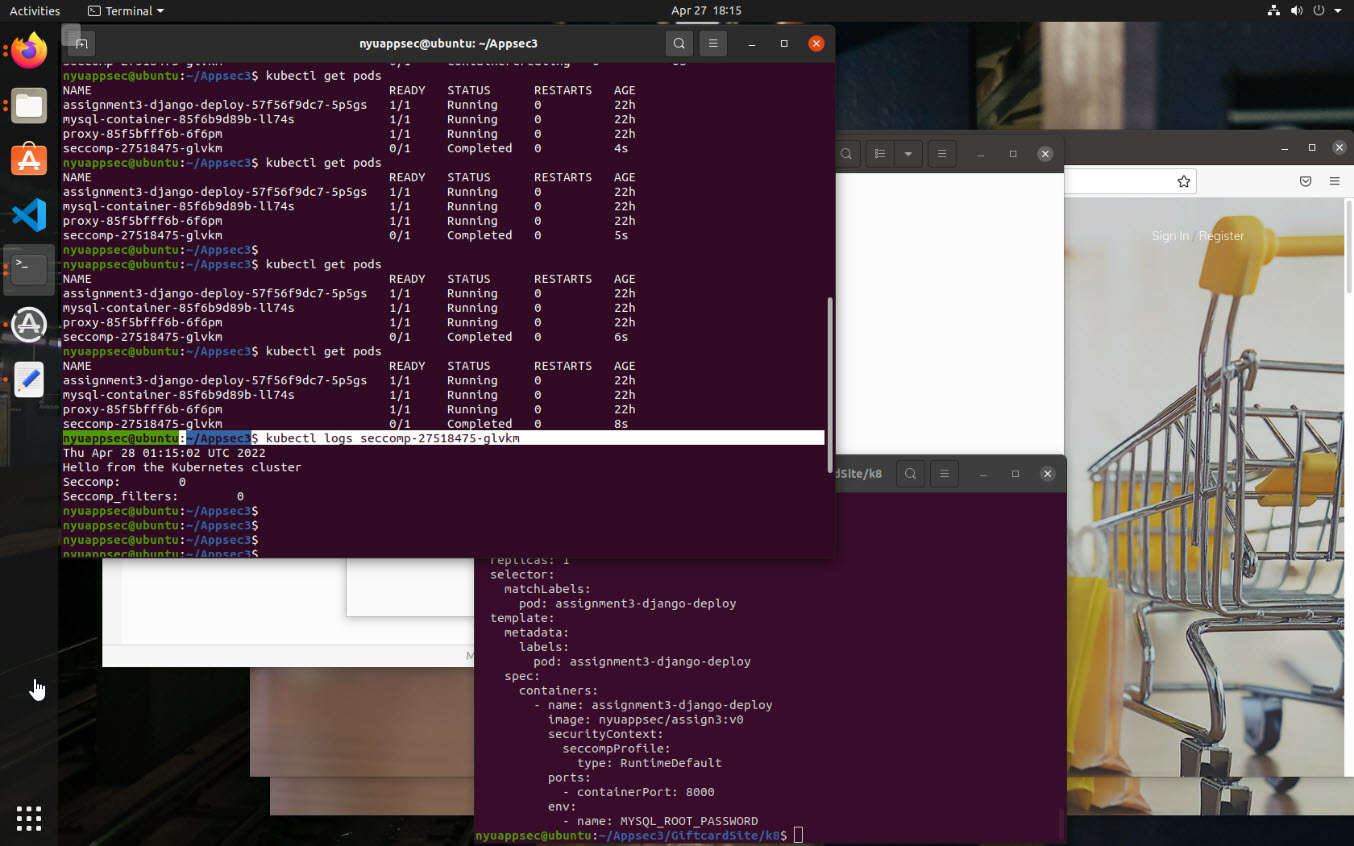 Activities
Terminal
Apr 27 18:15
nyuappsec@ubuntu: ~/Appsec3
nyuappsec@ubuntu:~/Appsec3$ kubectl get pods
NAME READY STATUS RESTARTS AGE
assignment3-django-deploy-57f56f9dc7-5p5gs 1/1 Running 0 22h
mysql-container-85f6b9d89b-ll74s 1/1 Running 0 22h
proxy-85f5bfff6b-6f6pm 1/1 Running 0 22h
seccomp-27518475-glvkm 0/1 Completed 0 4s
nyuappsec@ubuntu:~/Appsec3$ kubectl get pods
NAME READY STATUS RESTARTS AGE
assignment3-django-deploy-57f56f9dc7-5p5gs 1/1 Running 0 22h
mysql-container-85f6b9d89b-ll74s 1/1 Running 0 22h
proxy-85f5bfff6b-6f6pm 1/1 Running 0 22h
seccomp-27518475-glvkm 0/1 Completed 0 5s
nyuappsec@ubuntu:~/Appsec3$
nyuappsec@ubuntu:~/Appsec3$ kubectl get pods
NAME READY STATUS RESTARTS AGE
assignment3-django-deploy-57f56f9dc7-5p5gs 1/1 Running 0 22h
mysql-container-85f6b9d89b-ll74s 1/1 Running 0 22h
proxy-85f5bfff6b-6f6pm 1/1 Running 0 22h
seccomp-27518475-glvkm 0/1 Completed 0 6s
nyuappsec@ubuntu:~/Appsec3$ kubectl get pods
NAME READY STATUS RESTARTS AGE
assignment3-django-deploy-57f56f9dc7-5p5gs 1/1 Running 0 22h
mysql-container-85f6b9d89b-ll74s 1/1 Running 0 22h
proxy-85f5bfff6b-6f6pm 1/1 Running 0 22h
seccomp-27518475-glvkm 0/1 Completed 0 8s
nyuappsec@ubuntu:~/Appsec3$ kubectl logs seccomp-27518475-glvkm
Thu Apr 28 01:15:02 UTC 2022
Hello from the Kubernetes cluster
Seccomp: 0
Seccomp_filters: 0
nyuappsec@ubuntu:~/Appsec3$
nyuappsec@ubuntu:~/Appsec3$
nyuappsec@ubuntu:~/Appsec3$
nyuappsec@ubuntu:~/Appsec3$
Sign In / Register
dSite/k8
replicas: 1
selector:
matchLabels:
pod: assignment3-django-deploy
template:
metadata:
labels:
pod: assignment3-django-deploy
spec:
containers:
- name: assignment3-django-deploy
image: nyuappsec/assign3:v0
securityContext:
seccompProfile:
type: RuntimeDefault
ports:
- containerPort: 8000
env:
- name: MYSQL_ROOT_PASSWORD
nyuappsec@ubuntu:~/Appsec3/GiftcardSite/k8$